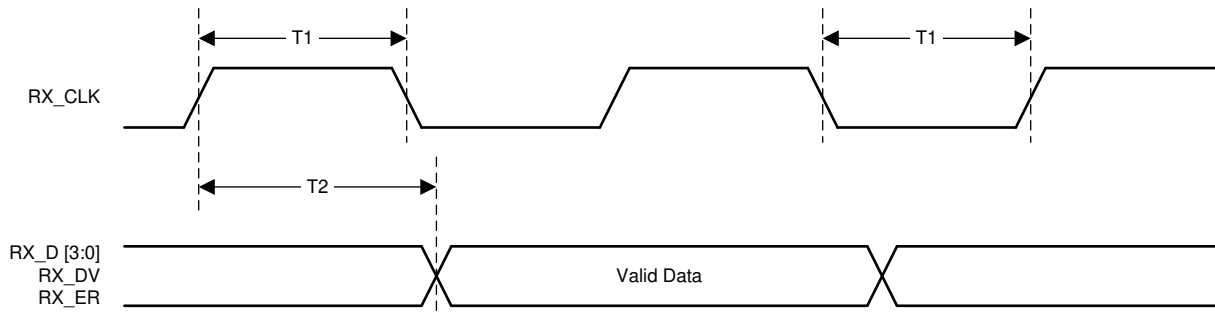 T1
T1
RX_CLK
T2
RX_D [3:0]
RX_DV
Valid Data
RX_ER